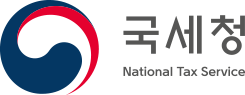 국세청
National Tax Service